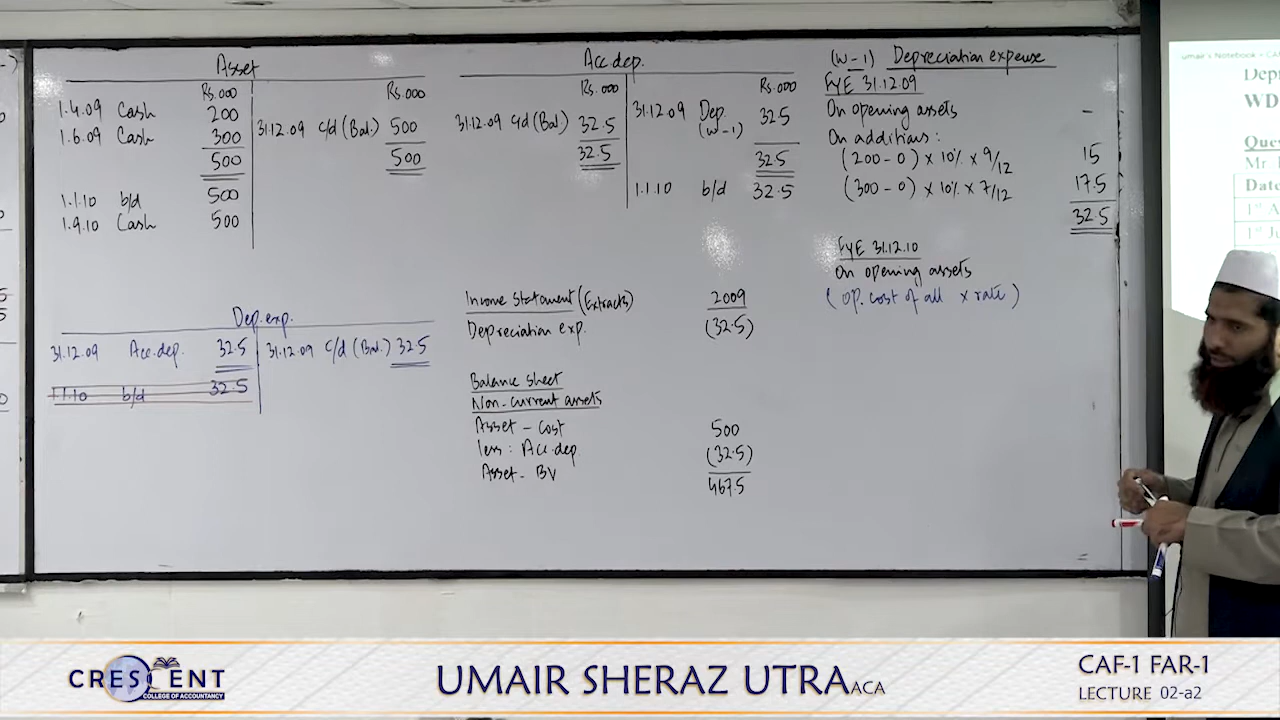 Asset
Rs.000 Rs.000
1.4.09 Cash 200
1.6.09 Cash 300 31.12.09 c/d (Bal.) 500
500 500
1.1.10 b/d 500
1.9.10 Cash 500
Dep. exp.
31.12.09 Acc. dep. 32.5 31.12.09 c/d (Bal.) 32.5
1.1.10 b/d 32.5
Acc dep.
Rs.000 Rs.000
31.12.09 c/d (Bal) 32.5 31.12.09 Dep. (W-1) 32.5
32.5 32.5
1.1.10 b/d 32.5
Income Statement (Extracts) 2009
Depreciation exp. (32.5)
Balance Sheet
Non-current assets
Asset - Cost 500
less: Acc. dep (32.5)
Asset - BV 467.5
(W-1) Depreciation expense
FYE 31.12.09
On opening assets -
On additions:
(200-0) x 10% x 9/12 15
(300-0) x 10% x 7/12 17.5
32.5
FYE 31.12.10
On opening assets
(op. cost of all x rate)
umair's Notebook
WD
Ques
Mr.
Date
CRESCENT
COLLEGE OF ACCOUNTANCY
UMAIR SHERAZ UTRA ACA
CAF-1 FAR-1
LECTURE 02-a2